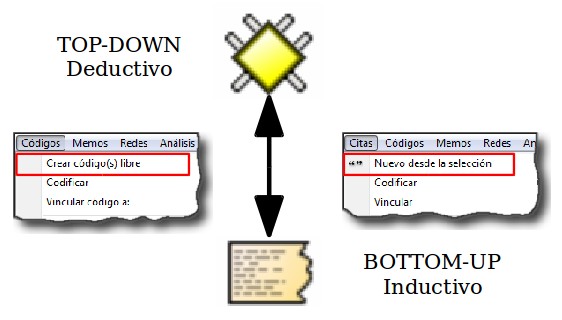 TOP-DOWN
Deductivo
Códigos Memos Redes Análisis
Crear código(s) libre
Codificar
Vincular código a:
Citas Códigos Memos Redes An
Nuevo desde la selección
Codificar
Vincular
BOTTOM-UP
Inductivo